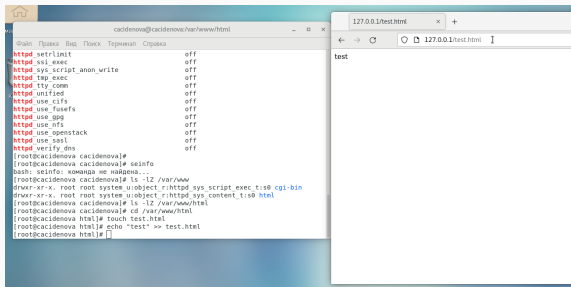 cacidenova@cacidenova:/var/www/html
Файл Правка Вид Поиск Терминал Справка
httpd_setrlimit off
httpd_ssi_exec off
httpd_sys_script_anon_write off
httpd_tmp_exec off
httpd_tty_comm off
httpd_unified off
httpd_use_cifs off
httpd_use_fusefs off
httpd_use_gpg off
httpd_use_nfs off
httpd_use_openstack off
httpd_use_sasl off
httpd_verify_dns off
[root@cacidenova cacidenova]#
[root@cacidenova cacidenova]# seinfo
bash: seinfo: команда не найдена...
[root@cacidenova cacidenova]# ls -lZ /var/www
drwxr-xr-x. root root system_u:object_r:httpd_sys_script_exec_t:s0 cgi-bin
drwxr-xr-x. root root system_u:object_r:httpd_sys_content_t:s0 html
[root@cacidenova cacidenova]# ls -lZ /var/www/html
[root@cacidenova cacidenova]# cd /var/www/html
[root@cacidenova html]# touch test.html
[root@cacidenova html]# echo "test" >> test.html
[root@cacidenova html]#
127.0.0.1/test.html
127.0.0.1/test.html
test